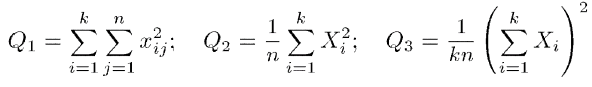 $Q_1 = \sum_{i=1}^{k} \sum_{j=1}^{n} x_{ij}^2; \quad Q_2 = \frac{1}{n} \sum_{i=1}^{k} X_i^2; \quad Q_3 = \frac{1}{kn} \left( \sum_{i=1}^{k} X_i \right)^2$